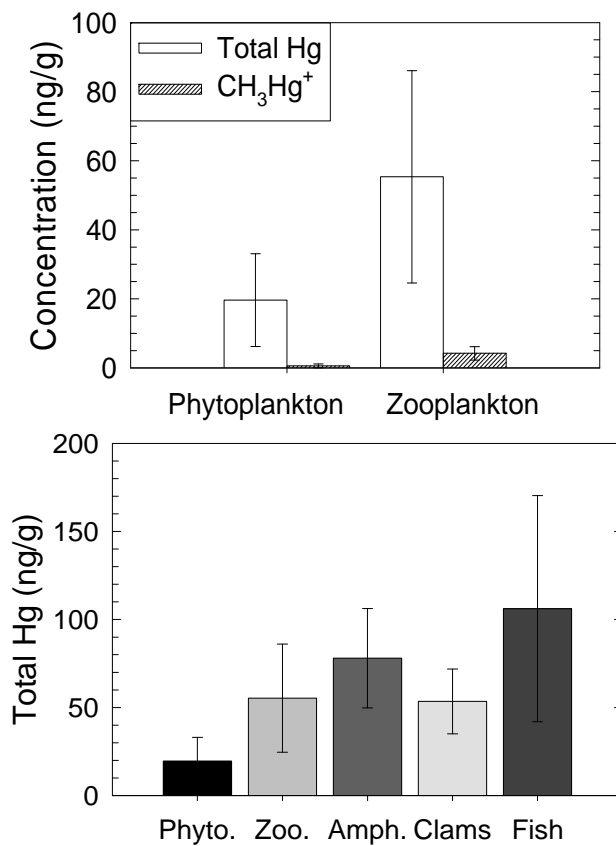 Concentration (ng/g)
100
80
60
40
20
0
Total Hg
CH₃Hg⁺
Phytoplankton Zooplankton
Total Hg (ng/g)
200
150
100
50
0
Phyto. Zoo. Amph. Clams Fish